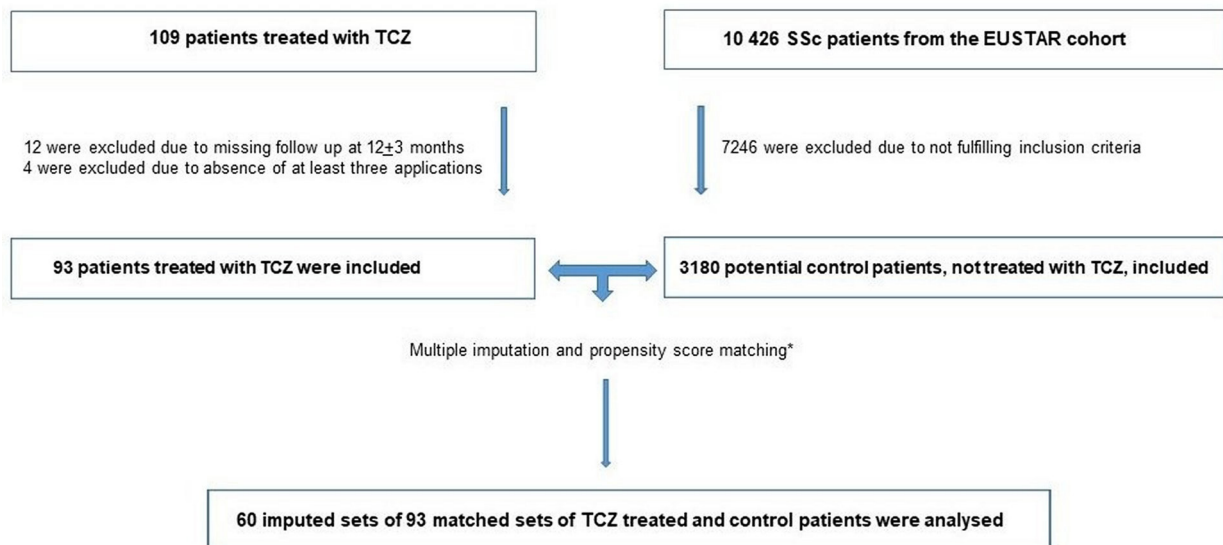 109 patients treated with TCZ
10 426 SSc patients from the EUSTAR cohort
12 were excluded due to missing follow up at 12±3 months
4 were excluded due to absence of at least three applications
7246 were excluded due to not fulfilling inclusion criteria
93 patients treated with TCZ were included
3180 potential control patients, not treated with TCZ, included
Multiple imputation and propensity score matching*
60 imputed sets of 93 matched sets of TCZ treated and control patients were analysed